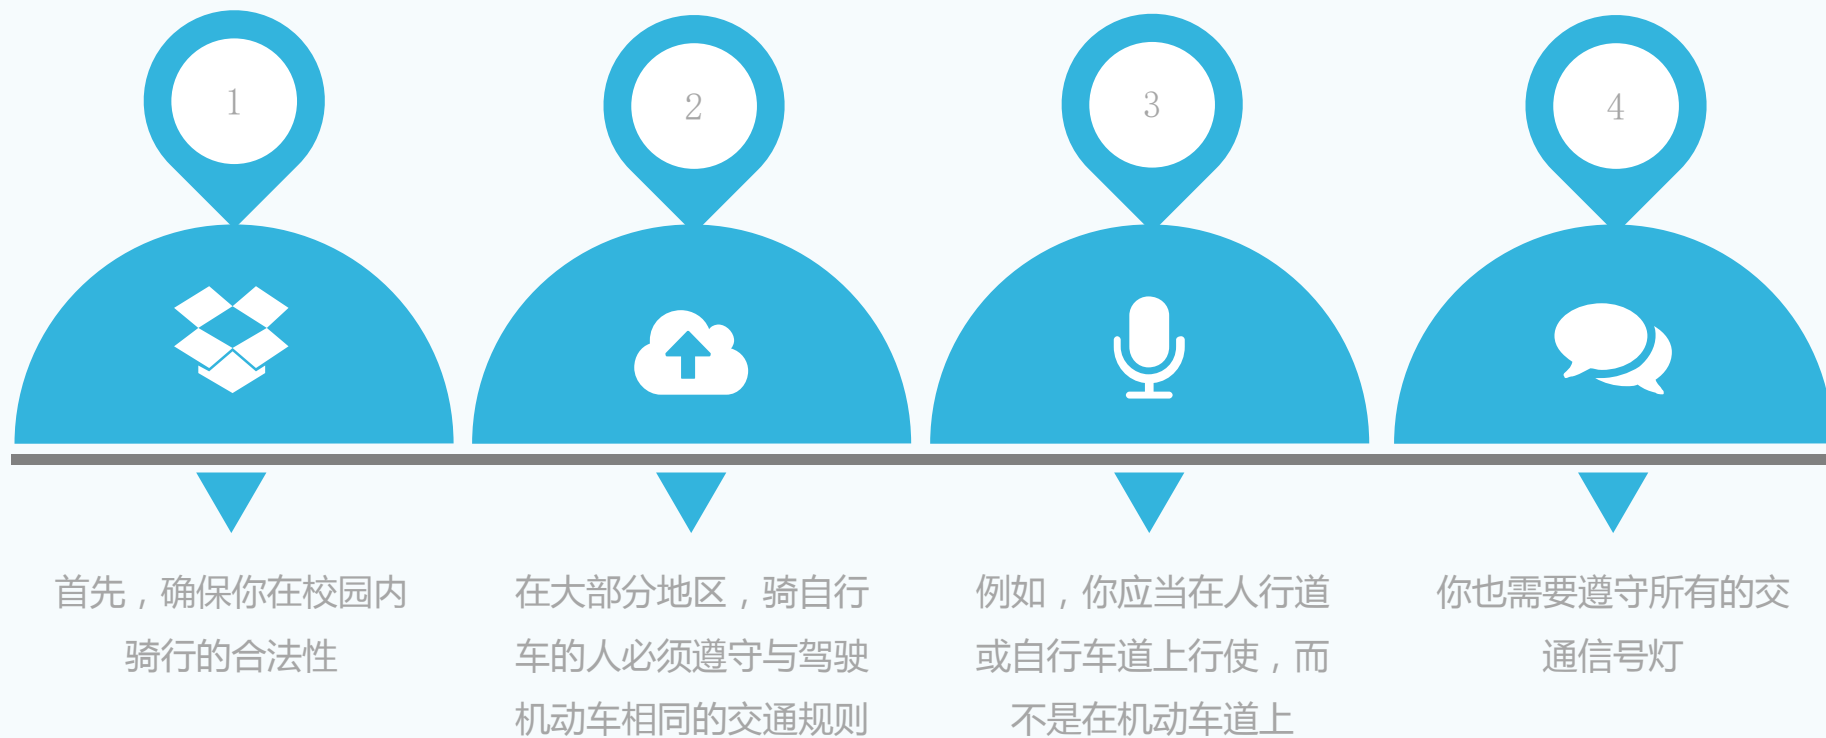 1
2
3
4
首先，确保你在校园内
骑行的合法性
在大部分地区，骑自行
车的人必须遵守与驾驶
机动车相同的交通规则
例如，你应当在人行道
或自行车道上行使，而
不是在机动车道上
你也需要遵守所有的交
通信号灯